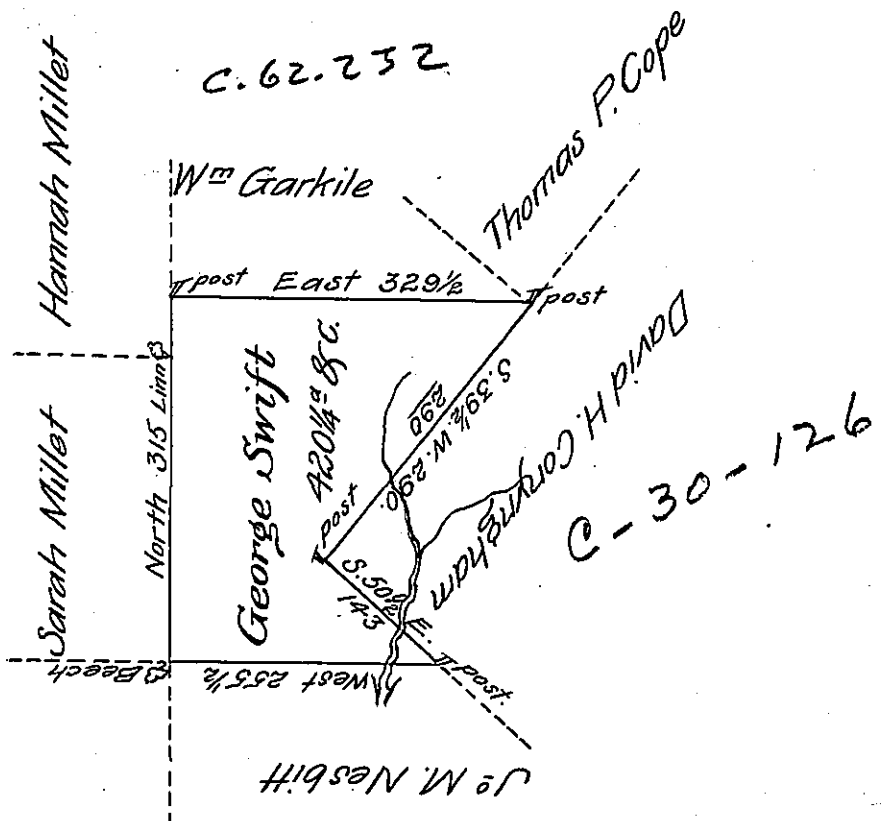 C.62.252
Hannah Millet
Wᵐ Garkile
Thomas P. Cope
post East 329½
post
Linn
North 315
George Swift
420¼ᵃ &c.
290
S.39½.W.290.
David H. Conyngham
C-30-126
Sarah Millet
post
S.50½ E.
143
Beech
West 255½
post.
Jº M. Nesbitt